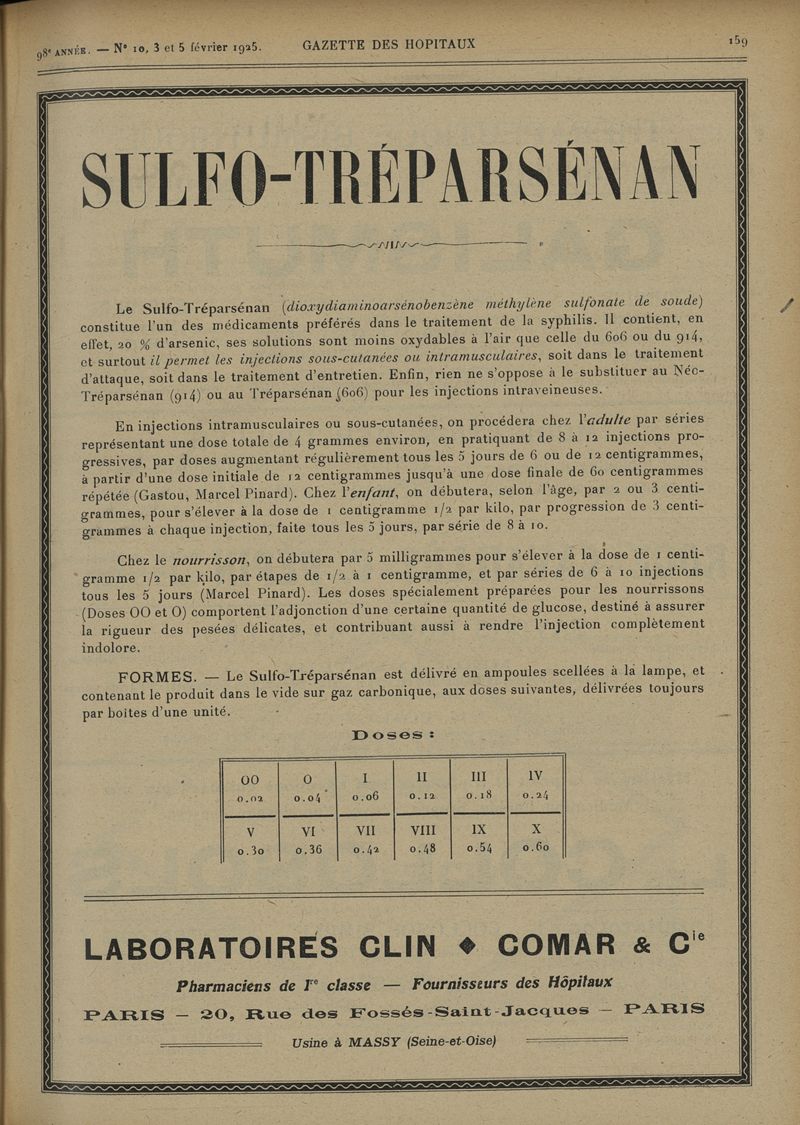 98ᵉ ANNÉE. — N° 10, 3 et 5 février 1925.
GAZETTE DES HOPITAUX
159
SULFO-TRÉPARSÉNAN
Le Sulfo-Tréparsénan (dioxydiaminoarsénobenzène méthylène sulfonate de soude)
constitue l'un des médicaments préférés dans le traitement de la syphilis. Il contient, en
effet, 20 % d'arsenic, ses solutions sont moins oxydables à l'air que celle du 606 ou du 914,
et surtout il permet les injections sous-cutanées ou intramusculaires, soit dans le traitement
d'attaque, soit dans le traitement d'entretien. Enfin, rien ne s'oppose à le substituer au Néo-
Tréparsénan (914) ou au Tréparsénan (606) pour les injections intraveineuses.
En injections intramusculaires ou sous-cutanées, on procédera chez l'adulte par séries
représentant une dose totale de 4 grammes environ, en pratiquant de 8 à 12 injections pro-
gressives, par doses augmentant régulièrement tous les 5 jours de 6 ou de 12 centigrammes,
à partir d'une dose initiale de 12 centigrammes jusqu'à une dose finale de 60 centigrammes
répétée (Gastou, Marcel Pinard). Chez l'enfant, on débutera, selon l'âge, par 2 ou 3 centi-
grammes, pour s'élever à la dose de 1 centigramme 1/2 par kilo, par progression de 3 centi-
grammes à chaque injection, faite tous les 5 jours, par série de 8 à 10.
Chez le nourrisson, on débutera par 5 milligrammes pour s'élever à la dose de 1 centi-
gramme 1/2 par kilo, par étapes de 1/2 à 1 centigramme, et par séries de 6 à 10 injections
tous les 5 jours (Marcel Pinard). Les doses spécialement préparées pour les nourrissons
(Doses OO et O) comportent l'adjonction d'une certaine quantité de glucose, destiné à assurer
la rigueur des pesées délicates, et contribuant aussi à rendre l'injection complètement
indolore.
FORMES. — Le Sulfo-Tréparsénan est délivré en ampoules scellées à la lampe, et
contenant le produit dans le vide sur gaz carbonique, aux doses suivantes, délivrées toujours
par boîtes d'une unité.
Doses :
OO O I II III IV
0.02 0.04 0.06 0.12 0.18 0.24
V VI VII VIII IX X
0.30 0.36 0.42 0.48 0.54 0.60
LABORATOIRES CLIN ◆ COMAR & Cⁱᵉ
Pharmaciens de Iʳᵉ classe — Fournisseurs des Hôpitaux
PARIS — 20, Rue des Fossés-Saint-Jacques — PARIS
Usine à MASSY (Seine-et-Oise)